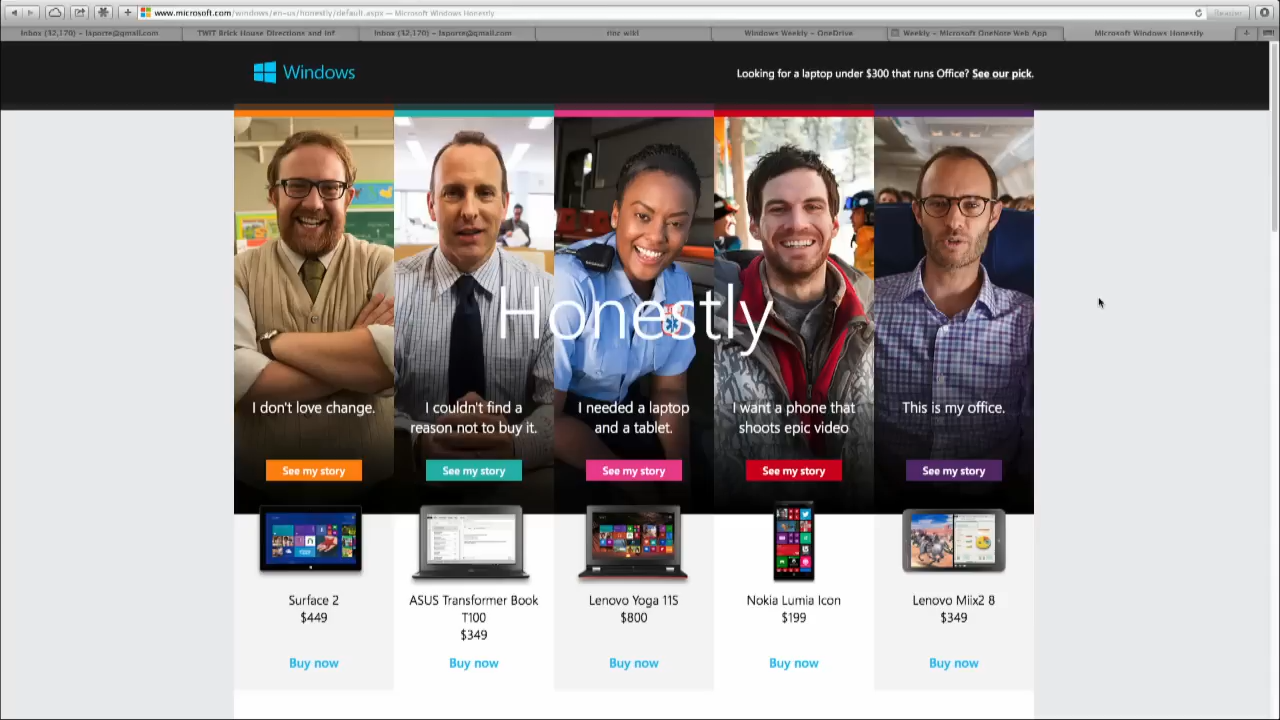 www.microsoft.com/windows/en-us/honestly/default.aspx — Microsoft Windows Honestly
Reader
Inbox (32,170) – laporte@gmail.com
TWIT Brick House Directions and Inf
Inbox (32,170) – laporte@gmail.com
rinc wiki
Windows Weekly – OneDrive
Weekly – Microsoft OneNote Web App
Microsoft Windows Honestly
Windows
Looking for a laptop under $300 that runs Office? See our pick.
Honestly
I don't love change.
See my story
I couldn't find a
reason not to buy it.
See my story
I needed a laptop
and a tablet.
See my story
I want a phone that
shoots epic video
See my story
This is my office.
See my story
Surface 2
$449
Buy now
ASUS Transformer Book
T100
$349
Buy now
Lenovo Yoga 11S
$800
Buy now
Nokia Lumia Icon
$199
Buy now
Lenovo Miix2 8
$349
Buy now